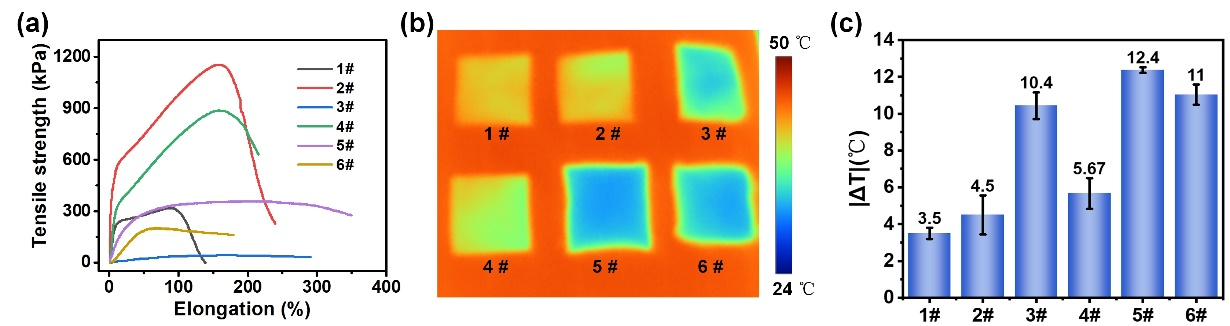 (a)
Tensile strength (kPa)
1200
900
600
300
0
0 100 200 300 400
Elongation (%)
1#
2#
3#
4#
5#
6#
(b)
1 # 2 # 3 #
4 # 5 # 6 #
50 ℃
24 ℃
(c)
|ΔT|(℃)
14
12
10
8
6
4
2
0
3.5
4.5
10.4
5.67
12.4
11
1# 2# 3# 4# 5# 6#